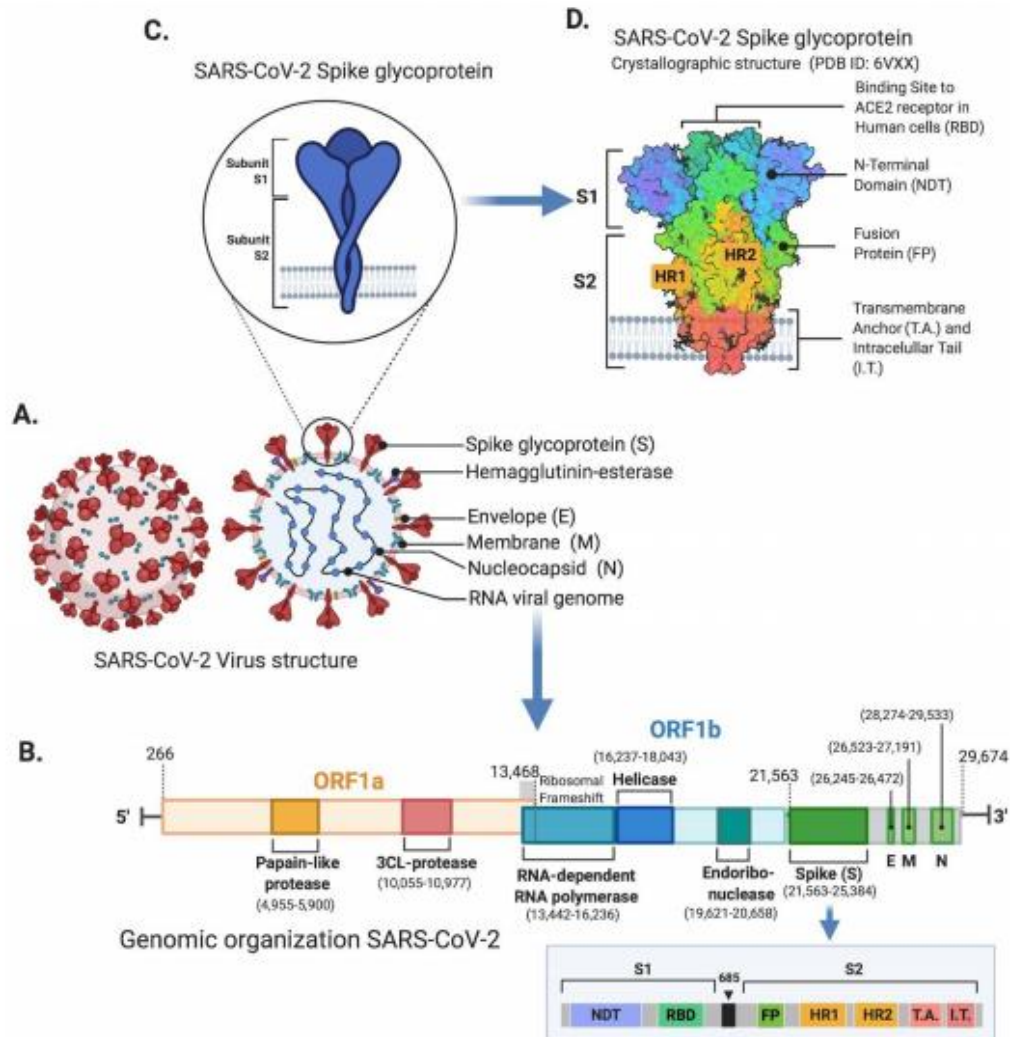 C.
SARS-CoV-2 Spike glycoprotein
Subunit
S1
Subunit
S2
D.
SARS-CoV-2 Spike glycoprotein
Crystallographic structure (PDB ID: 6VXX)
Binding Site to
ACE2 receptor in
Human cells (RBD)
N-Terminal
Domain (NDT)
Fusion
Protein (FP)
Transmembrane
Anchor (T.A.) and
Intracelullar Tail
(I.T.)
S1
S2
HR1
HR2
A.
Spike glycoprotein (S)
Hemagglutinin-esterase
Envelope (E)
Membrane (M)
Nucleocapsid (N)
RNA viral genome
SARS-CoV-2 Virus structure
B.
266
ORF1a
13,468
Ribosomal
Frameshift
ORF1b
(16,237-18,043)
Helicase
21,563
(28,274-29,533)
(26,523-27,191)
(26,245-26,472)
29,674
5'
3'
Papain-like
protease
(4,955-5,900)
3CL-protease
(10,055-10,977)
RNA-dependent
RNA polymerase
(13,442-16,236)
Endoribo-
nuclease
(19,621-20,658)
Spike (S)
(21,563-25,384)
E M N
Genomic organization SARS-CoV-2
S1 685 S2
NDT RBD FP HR1 HR2 T.A. I.T.